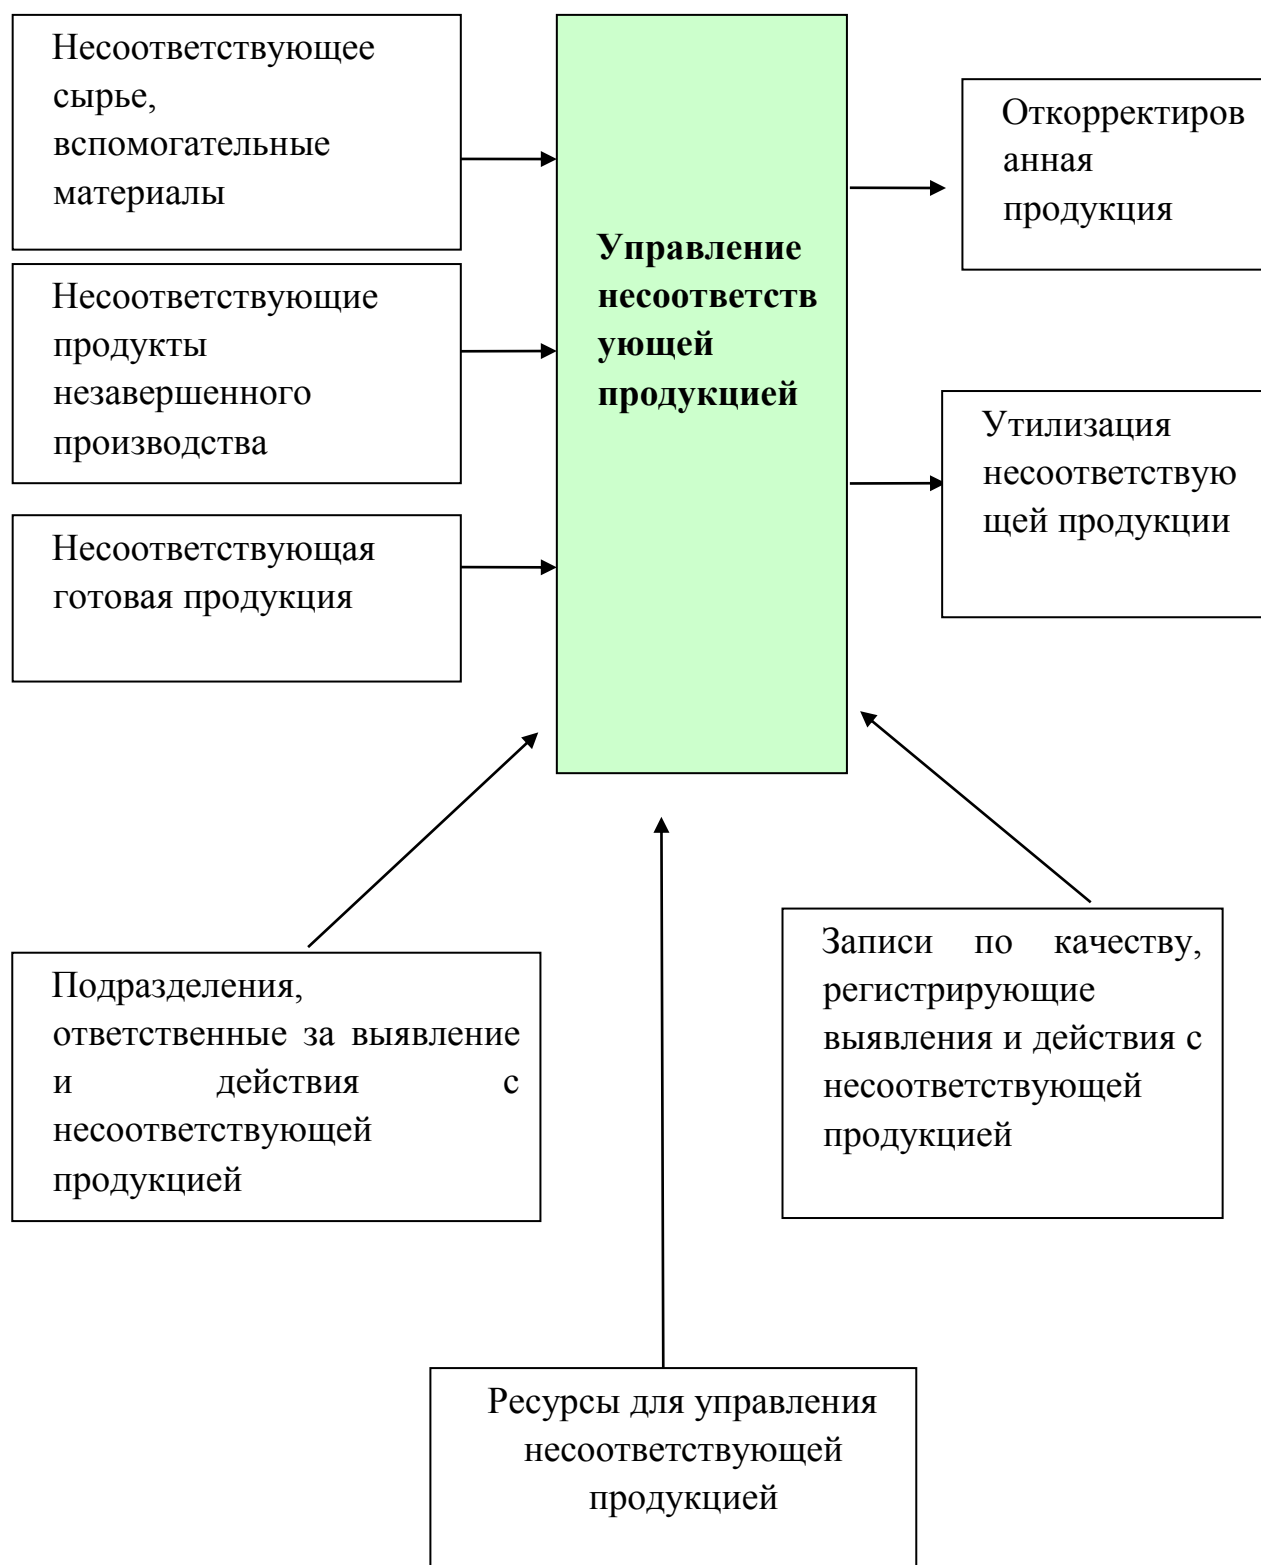 Несоответствующее
сырье,
вспомогательные
материалы
Несоответствующие
продукты
незавершенного
производства
Несоответствующая
готовая продукция
Управление
несоответств
ующей
продукцией
Откорректиров
анная
продукция
Утилизация
несоответствую
щей продукции
Подразделения,
ответственные за выявление
и действия с
несоответствующей
продукцией
Записи по качеству,
регистрирующие
выявления и действия с
несоответствующей
продукцией
Ресурсы для управления
несоответствующей
продукцией